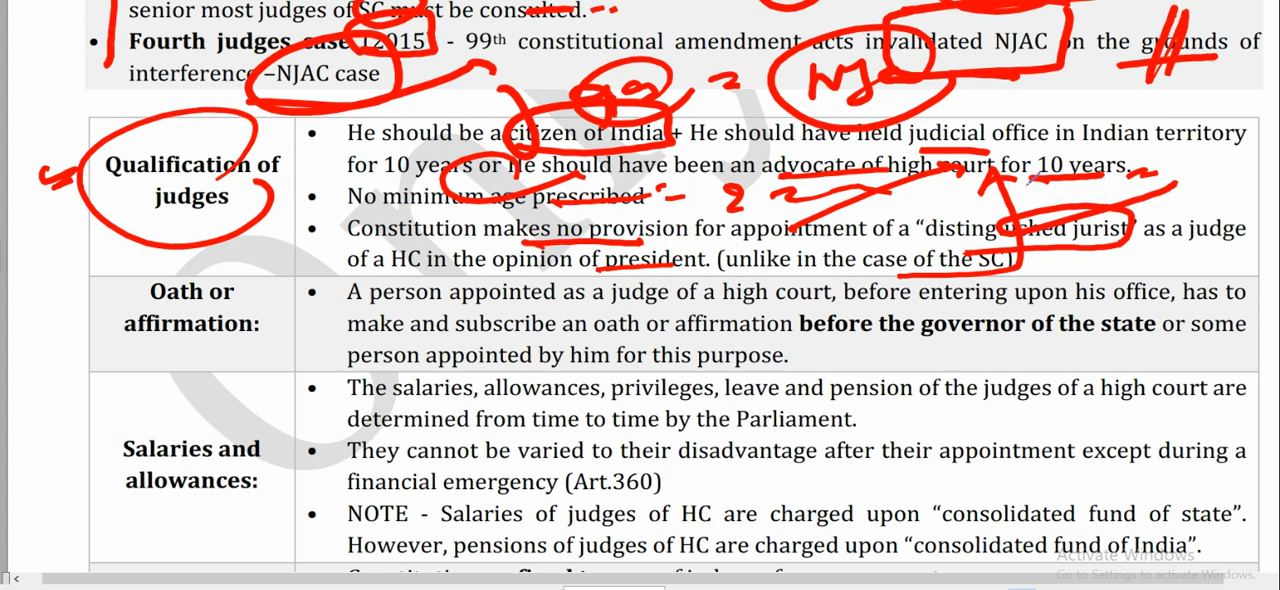 senior most judges of SC must be consulted.
• Fourth judges case (2015) - 99th constitutional amendment acts invalidated NJAC on the grounds of
interference –NJAC case
Qualification of
judges
• He should be a citizen of India + He should have held judicial office in Indian territory
for 10 years or He should have been an advocate of high court for 10 years.
• No minimum age prescribed
• Constitution makes no provision for appointment of a “distinguished jurist” as a judge
of a HC in the opinion of president. (unlike in the case of the SC)
Oath or
affirmation:
• A person appointed as a judge of a high court, before entering upon his office, has to
make and subscribe an oath or affirmation before the governor of the state or some
person appointed by him for this purpose.
Salaries and
allowances:
• The salaries, allowances, privileges, leave and pension of the judges of a high court are
determined from time to time by the Parliament.
• They cannot be varied to their disadvantage after their appointment except during a
financial emergency (Art.360)
• NOTE - Salaries of judges of HC are charged upon “consolidated fund of state”.
However, pensions of judges of HC are charged upon “consolidated fund of India”.
Activate Windows
Go to Settings to activate Windows.